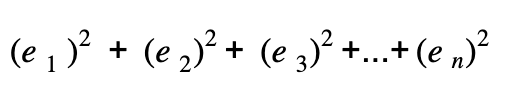 (e ₁ )² + (e ₂)² + (e ₃)² +...+ (e ₙ)²